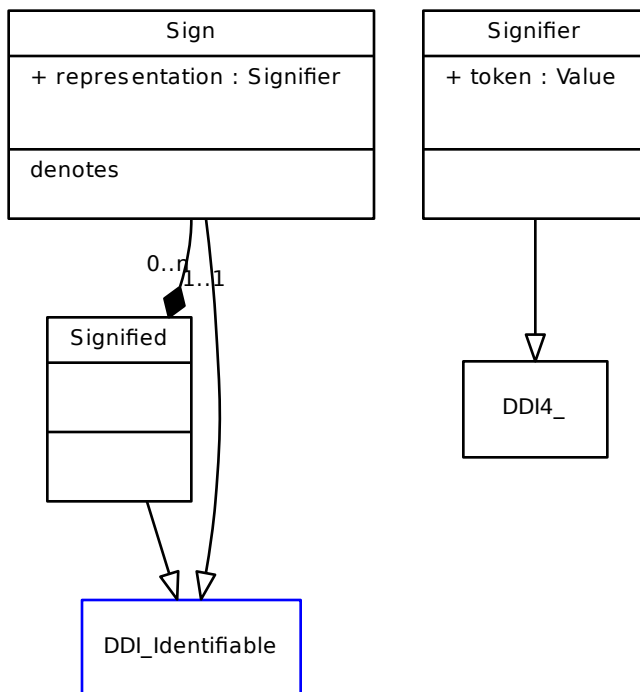 Sign
+ representation : Signifier
denotes
Signifier
+ token : Value
0..n
1..1
Signified
DDI4_
DDI_Identifiable